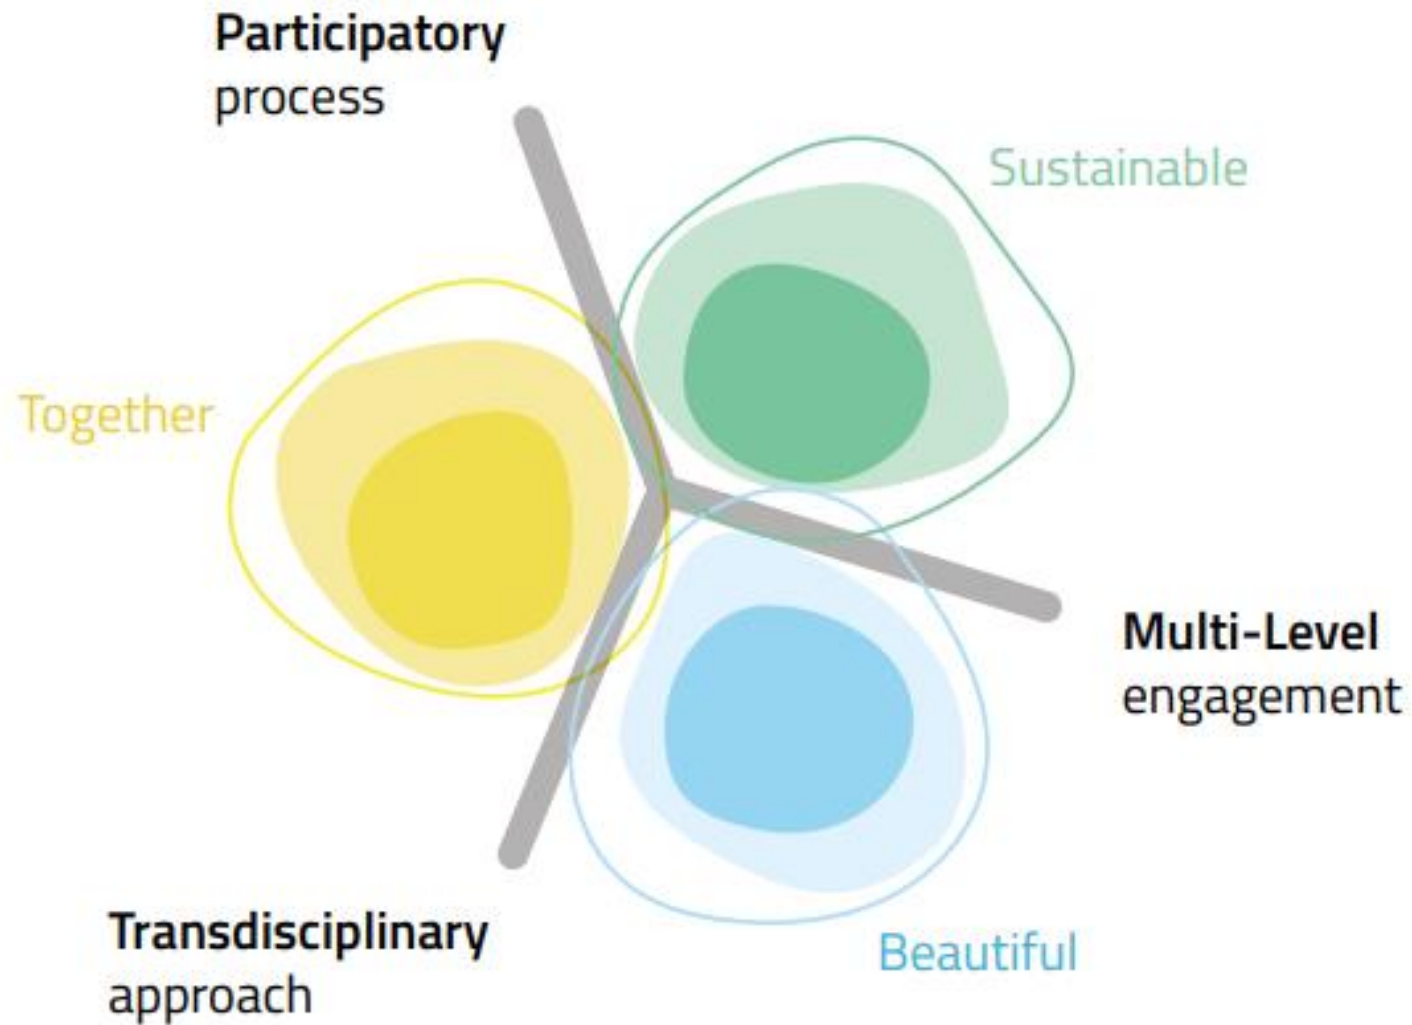 Participatory
process
Sustainable
Together
Multi-Level
engagement
Transdisciplinary
approach
Beautiful